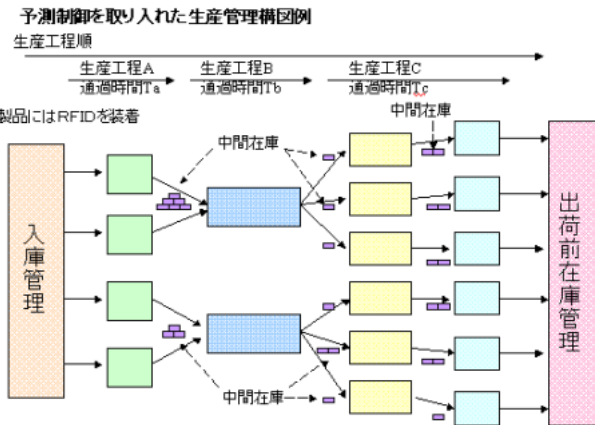 予測制御を取り入れた生産管理構図例
生産工程順
生産工程A
通過時間Ta
生産工程B
通過時間Tb
生産工程C
通過時間Tc
製品にはRFIDを装着
中間在庫
中間在庫
入庫管理
出荷前在庫管理
中間在庫